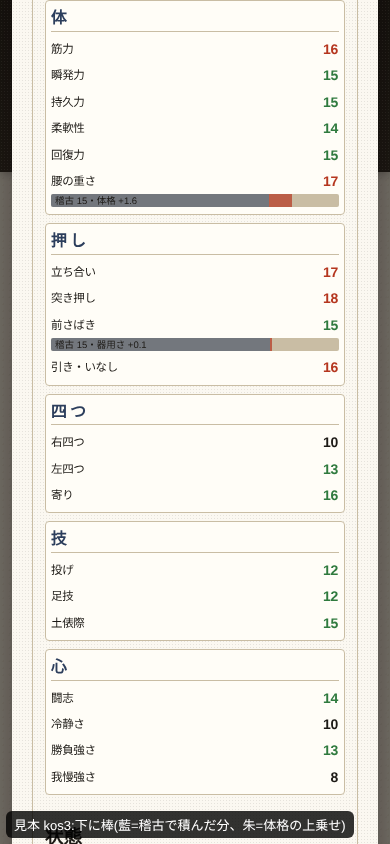 体
筋力 16
瞬発力 15
持久力 15
柔軟性 14
回復力 15
腰の重さ 17
稽古 15・体格 +1.6
押し
立ち合い 17
突き押し 18
前さばき 15
稽古 15・器用さ +0.1
引き・いなし 16
四つ
右四つ 10
左四つ 13
寄り 16
技
投げ 12
足技 12
土俵際 15
心
闘志 14
冷静さ 10
勝負強さ 13
我慢強さ 8
見本 kos3:下に棒(藍=稽古で積んだ分、朱=体格の上乗せ)
状態